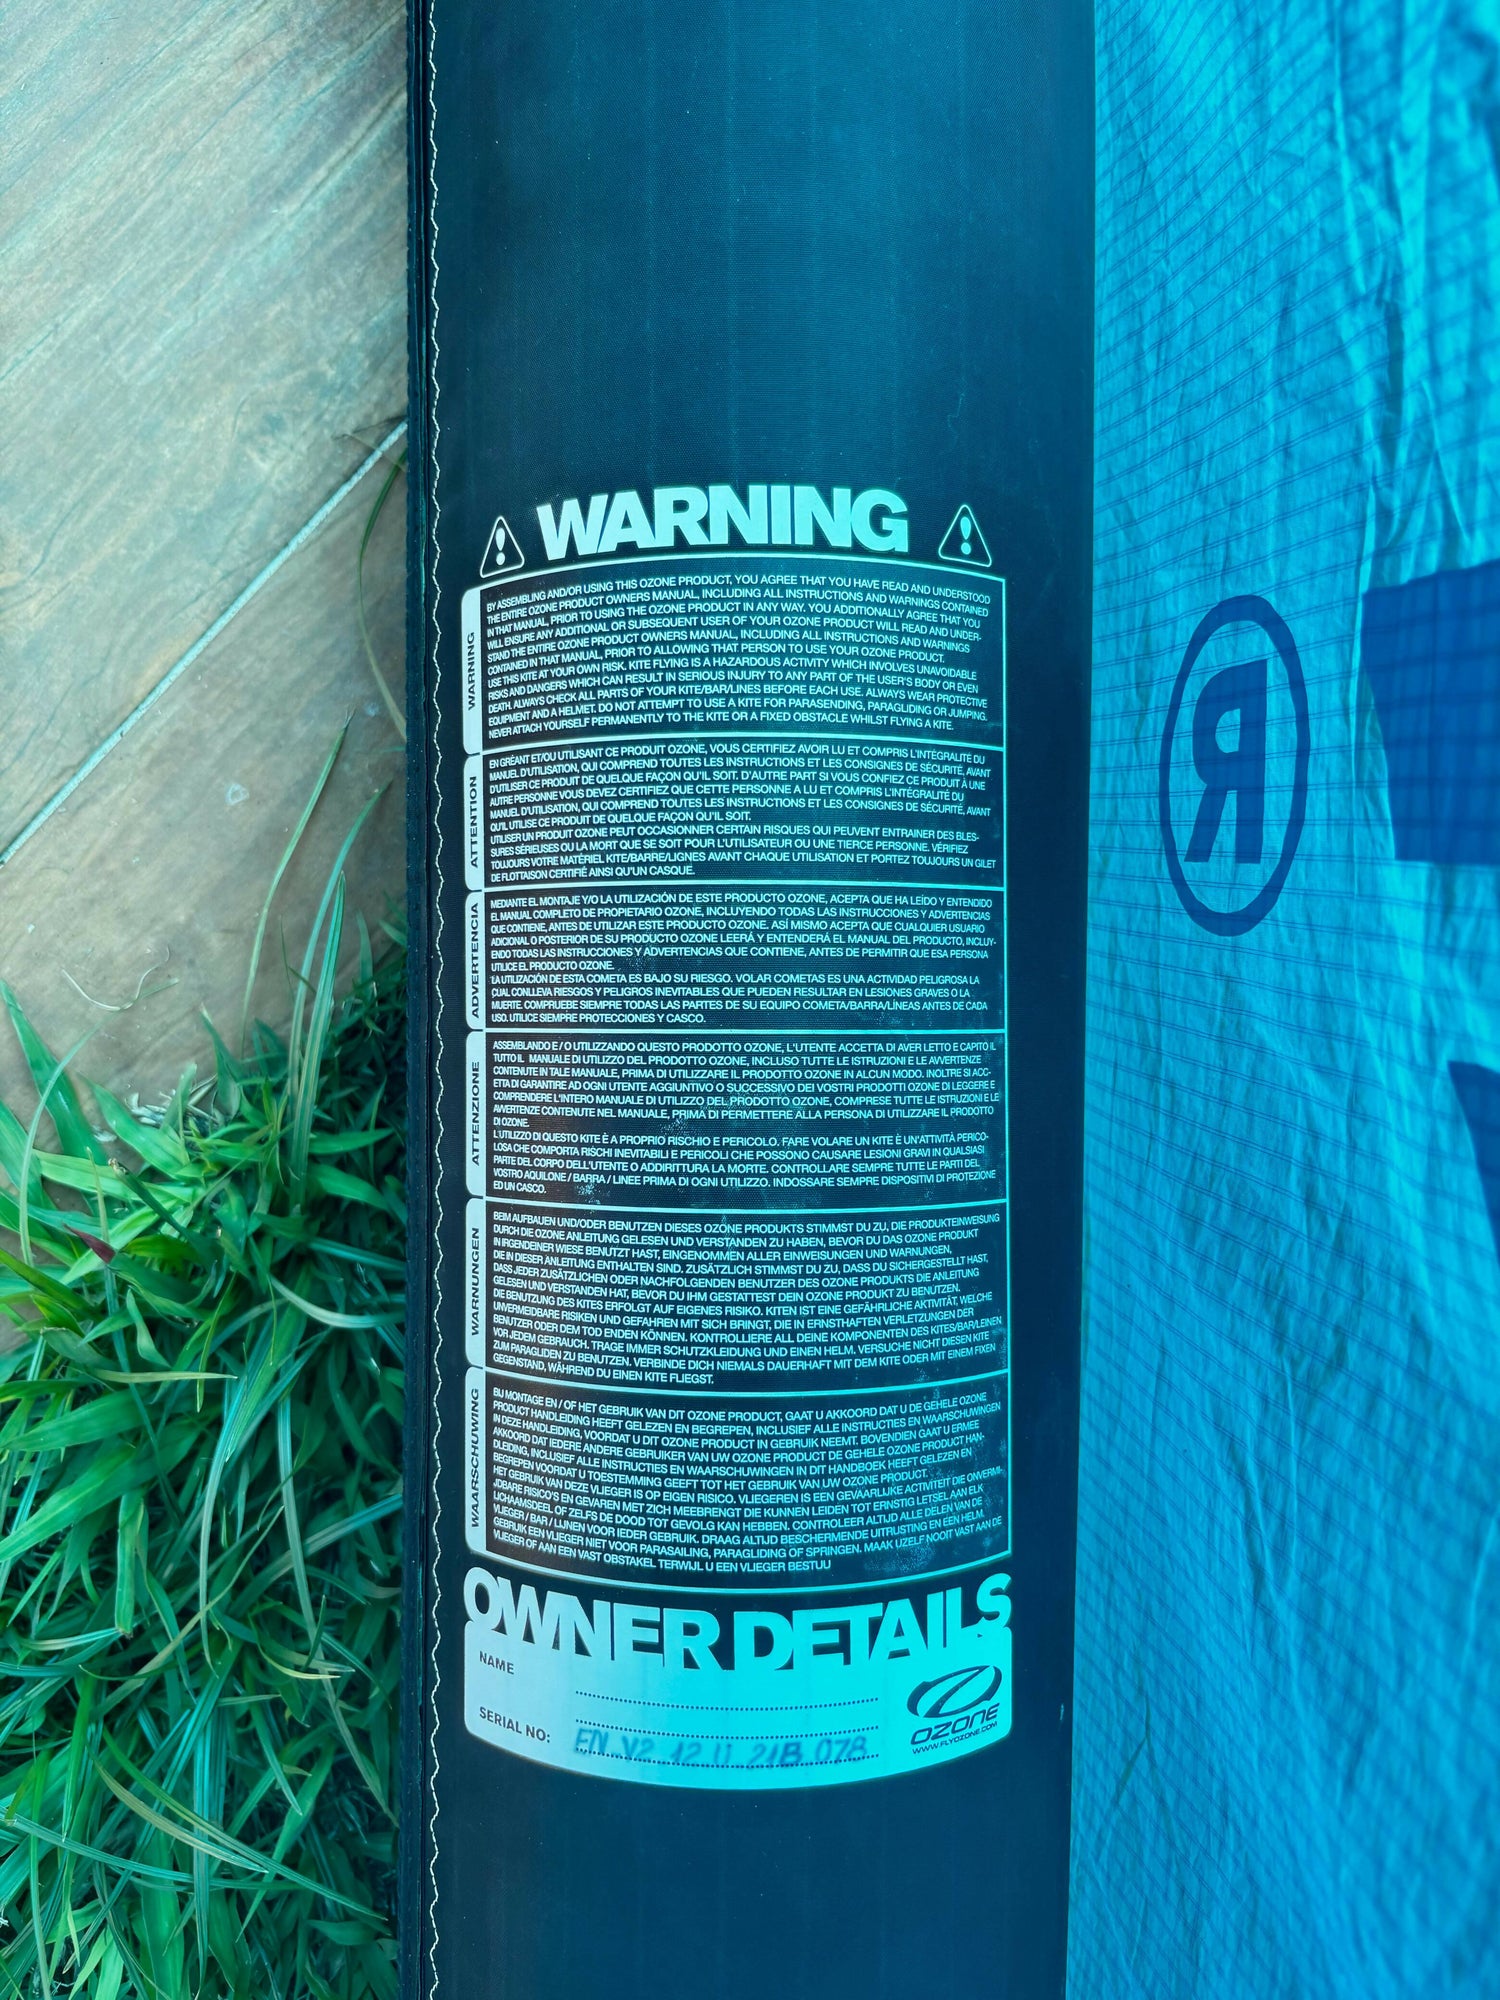 WARNING
WARNING
BY ASSEMBLING AND/OR USING THIS OZONE PRODUCT, YOU AGREE THAT YOU HAVE READ AND UNDERSTOOD
THE ENTIRE OZONE PRODUCT OWNERS MANUAL, INCLUDING ALL INSTRUCTIONS AND WARNINGS CONTAINED
IN THAT MANUAL, PRIOR TO USING THE OZONE PRODUCT IN ANY WAY. YOU ADDITIONALLY AGREE THAT YOU
WILL ENSURE ANY ADDITIONAL OR SUBSEQUENT USER OF YOUR OZONE PRODUCT WILL READ AND UNDER-
STAND THE ENTIRE OZONE PRODUCT OWNERS MANUAL, INCLUDING ALL INSTRUCTIONS AND WARNINGS
CONTAINED IN THAT MANUAL, PRIOR TO ALLOWING THAT PERSON TO USE YOUR OZONE PRODUCT.
USE THIS KITE AT YOUR OWN RISK. KITE FLYING IS A HAZARDOUS ACTIVITY WHICH INVOLVES UNAVOIDABLE
RISKS AND DANGERS WHICH CAN RESULT IN SERIOUS INJURY TO ANY PART OF THE USER'S BODY OR EVEN
DEATH. ALWAYS CHECK ALL PARTS OF YOUR KITE/BAR/LINES BEFORE EACH USE. ALWAYS WEAR PROTECTIVE
EQUIPMENT AND A HELMET. DO NOT ATTEMPT TO USE A KITE FOR PARASENDING, PARAGLIDING OR JUMPING.
NEVER ATTACH YOURSELF PERMANENTLY TO THE KITE OR A FIXED OBSTACLE WHILST FLYING A KITE.
ATTENTION
EN GRÉANT ET/OU UTILISANT CE PRODUIT OZONE, VOUS CERTIFIEZ AVOIR LU ET COMPRIS L'INTÉGRALITÉ DU
MANUEL D'UTILISATION, QUI COMPREND TOUTES LES INSTRUCTIONS ET LES CONSIGNES DE SÉCURITÉ, AVANT
D'UTILISER CE PRODUIT DE QUELQUE FAÇON QU'IL SOIT. D'AUTRE PART SI VOUS CONFIEZ CE PRODUIT À UNE
AUTRE PERSONNE VOUS DEVEZ CERTIFIEZ QUE CETTE PERSONNE A LU ET COMPRIS L'INTÉGRALITÉ DU
MANUEL D'UTILISATION, QUI COMPREND TOUTES LES INSTRUCTIONS ET LES CONSIGNES DE SÉCURITÉ, AVANT
QU'IL UTILISE CE PRODUIT DE QUELQUE FAÇON QU'IL SOIT.
UTILISER UN PRODUIT OZONE PEUT OCCASIONNER CERTAIN RISQUES QUI PEUVENT ENTRAINER DES BLES-
SURES SÉRIEUSES OU LA MORT QUE SE SOIT POUR L'UTILISATEUR OU UNE TIERCE PERSONNE. VÉRIFIEZ
TOUJOURS VOTRE MATÉRIEL KITE/BARRE/LIGNES AVANT CHAQUE UTILISATION ET PORTEZ TOUJOURS UN GILET
DE FLOTTAISON CERTIFIÉ AINSI QU'UN CASQUE.
ADVERTENCIA
MEDIANTE EL MONTAJE Y/O LA UTILIZACIÓN DE ESTE PRODUCTO OZONE, ACEPTA QUE HA LEÍDO Y ENTENDIDO
EL MANUAL COMPLETO DE PROPIETARIO OZONE, INCLUYENDO TODAS LAS INSTRUCCIONES Y ADVERTENCIAS
QUE CONTIENE, ANTES DE UTILIZAR ESTE PRODUCTO OZONE. ASÍ MISMO ACEPTA QUE CUALQUIER USUARIO
ADICIONAL O POSTERIOR DE SU PRODUCTO OZONE LEERÁ Y ENTENDERÁ EL MANUAL DEL PRODUCTO, INCLUY-
ENDO TODAS LAS INSTRUCCIONES Y ADVERTENCIAS QUE CONTIENE, ANTES DE PERMITIR QUE ESA PERSONA
UTILICE EL PRODUCTO OZONE.
LA UTILIZACIÓN DE ESTA COMETA ES BAJO SU RIESGO. VOLAR COMETAS ES UNA ACTIVIDAD PELIGROSA LA
CUAL CONLLEVA RIESGOS Y PELIGROS INEVITABLES QUE PUEDEN RESULTAR EN LESIONES GRAVES O LA
MUERTE. COMPRUEBE SIEMPRE TODAS LAS PARTES DE SU EQUIPO COMETA/BARRA/LÍNEAS ANTES DE CADA
USO. UTILICE SIEMPRE PROTECCIONES Y CASCO.
ATTENZIONE
ASSEMBLANDO E / O UTILIZZANDO QUESTO PRODOTTO OZONE, L'UTENTE ACCETTA DI AVER LETTO E CAPITO IL
TUTTO IL MANUALE DI UTILIZZO DEL PRODOTTO OZONE, INCLUSO TUTTE LE ISTRUZIONI E LE AVVERTENZE
CONTENUTE IN TALE MANUALE, PRIMA DI UTILIZZARE IL PRODOTTO OZONE IN ALCUN MODO. INOLTRE SI ACC-
ETTA DI GARANTIRE AD OGNI UTENTE AGGIUNTIVO O SUCCESSIVO DEI VOSTRI PRODOTTI OZONE DI LEGGERE E
COMPRENDERE L'INTERO MANUALE DI UTILIZZO DEL PRODOTTO OZONE, COMPRESE TUTTE LE ISTRUZIONI E LE
AVVERTENZE CONTENUTE NEL MANUALE, PRIMA DI PERMETTERE ALLA PERSONA DI UTILIZZARE IL PRODOTTO
DI OZONE.
L'UTILIZZO DI QUESTO KITE È A PROPRIO RISCHIO E PERICOLO. FARE VOLARE UN KITE È UN'ATTIVITÀ PERICO-
LOSA CHE COMPORTA RISCHI INEVITABILI E PERICOLI CHE POSSONO CAUSARE LESIONI GRAVI IN QUALSIASI
PARTE DEL CORPO DELL'UTENTE O ADDIRITTURA LA MORTE. CONTROLLARE SEMPRE TUTTE LE PARTI DEL
VOSTRO AQUILONE / BARRA / LINEE PRIMA DI OGNI UTILIZZO. INDOSSARE SEMPRE DISPOSITIVI DI PROTEZIONE
ED UN CASCO.
WARNUNGEN
BEIM AUFBAUEN UND/ODER BENUTZEN DIESES OZONE PRODUKTS STIMMST DU ZU, DIE PRODUKTEINWEISUNG
DURCH DIE OZONE ANLEITUNG GELESEN UND VERSTANDEN ZU HABEN, BEVOR DU DAS OZONE PRODUKT
IN IRGENDEINER WIESE BENUTZT HAST, EINGENOMMEN ALLER EINWEISUNGEN UND WARNUNGEN,
DIE IN DIESER ANLEITUNG ENTHALTEN SIND. ZUSÄTZLICH STIMMST DU ZU, DASS DU SICHERGESTELLT HAST,
DASS JEDER ZUSÄTZLICHEN ODER NACHFOLGENDEN BENUTZER DES OZONE PRODUKTS DIE ANLEITUNG
GELESEN UND VERSTANDEN HAT, BEVOR DU IHM GESTATTEST DEIN OZONE PRODUKT ZU BENUTZEN.
DIE BENUTZUNG DES KITES ERFOLGT AUF EIGENES RISIKO. KITEN IST EINE GEFÄHRLICHE AKTIVITÄT, WELCHE
UNVERMEIDBARE RISIKEN UND GEFAHREN MIT SICH BRINGT, DIE IN ERNSTHAFTEN VERLETZUNGEN DER
BENUTZER ODER DEM TOD ENDEN KÖNNEN. KONTROLLIERE ALL DEINE KOMPONENTEN DES KITES/BAR/LEINEN
VOR JEDEM GEBRAUCH. TRAGE IMMER SCHUTZKLEIDUNG UND EINEN HELM. VERSUCHE NICHT DIESEN KITE
ZUM PARAGLIDEN ZU BENUTZEN. VERBINDE DICH NIEMALS DAUERHAFT MIT DEM KITE ODER MIT EINEM FIXEN
GEGENSTAND, WÄHREND DU EINEN KITE FLIEGST.
WAARSCHUWING
BIJ MONTAGE EN / OF HET GEBRUIK VAN DIT OZONE PRODUCT, GAAT U AKKOORD DAT U DE GEHELE OZONE
PRODUCT HANDLEIDING HEEFT GELEZEN EN BEGREPEN, INCLUSIEF ALLE INSTRUCTIES EN WAARSCHUWINGEN
IN DEZE HANDLEIDING, VOORDAT U DIT OZONE PRODUCT IN GEBRUIK NEEMT. BOVENDIEN GAAT U ERMEE
AKKOORD DAT IEDERE ANDERE GEBRUIKER VAN UW OZONE PRODUCT DE GEHELE OZONE PRODUCT HAN-
DLEIDING, INCLUSIEF ALLE INSTRUCTIES EN WAARSCHUWINGEN IN DIT HANDBOEK HEEFT GELEZEN EN
BEGREPEN VOORDAT U TOESTEMMING GEEFT TOT HET GEBRUIK VAN UW OZONE PRODUCT.
HET GEBRUIK VAN DEZE VLIEGER IS OP EIGEN RISICO. VLIEGEREN IS EEN GEVAARLIJKE ACTIVITEIT DIE ONVERMI-
JDBARE RISICO'S EN GEVAREN MET ZICH MEEBRENGT DIE KUNNEN LEIDEN TOT ERNSTIG LETSEL AAN ELK
LICHAAMSDEEL OF ZELFS DE DOOD TOT GEVOLG KAN HEBBEN. CONTROLEER ALTIJD ALLE DELEN VAN DE
VLIEGER / BAR / LIJNEN VOOR IEDER GEBRUIK. DRAAG ALTIJD BESCHERMENDE UITRUSTING EN EEN HELM.
GEBRUIK EEN VLIEGER NIET VOOR PARASAILING, PARAGLIDING OF SPRINGEN. MAAK UZELF NOOIT VAST AAN DE
VLIEGER OF AAN EEN VAST OBSTAKEL TERWIJL U EEN VLIEGER BESTUU
OWNER DETAILS
NAME
SERIAL NO: EN V2 12 U 21B 078
OZONE
WWW.FLYOZONE.COM
R